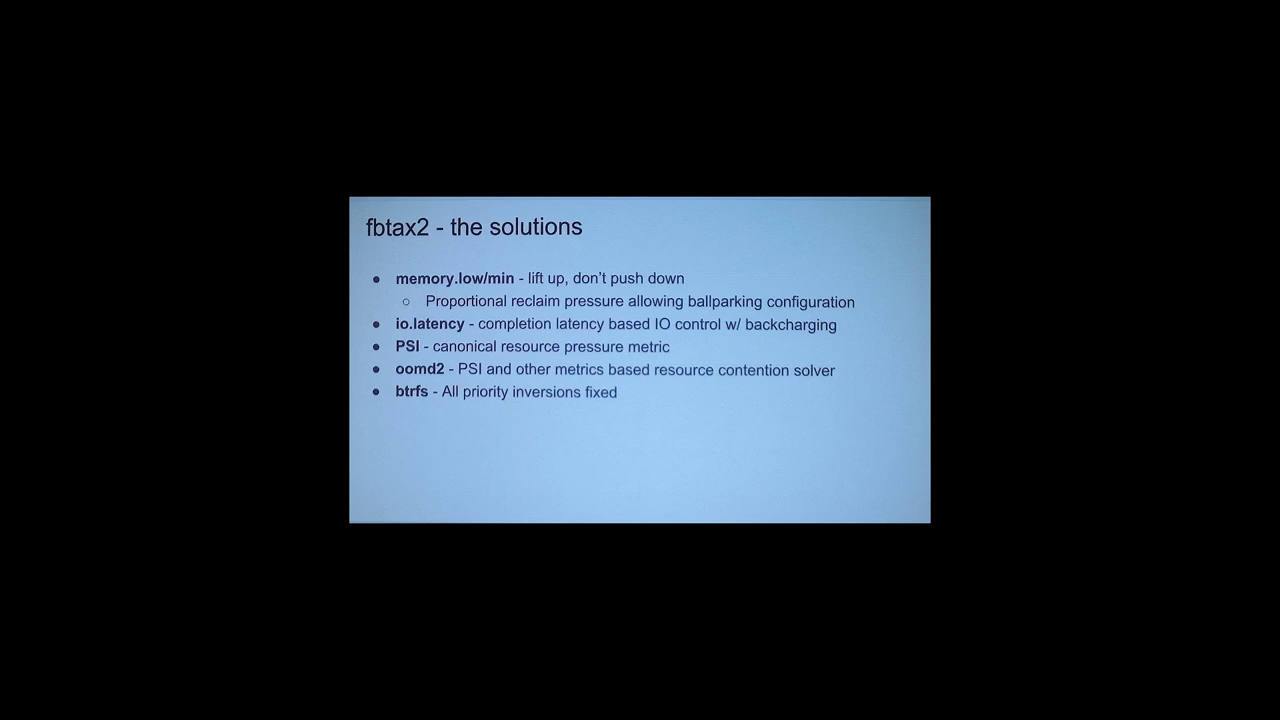 fbtax2 - the solutions
● memory.low/min - lift up, don't push down
○ Proportional reclaim pressure allowing ballparking configuration
● io.latency - completion latency based IO control w/ backcharging
● PSI - canonical resource pressure metric
● oomd2 - PSI and other metrics based resource contention solver
● btrfs - All priority inversions fixed